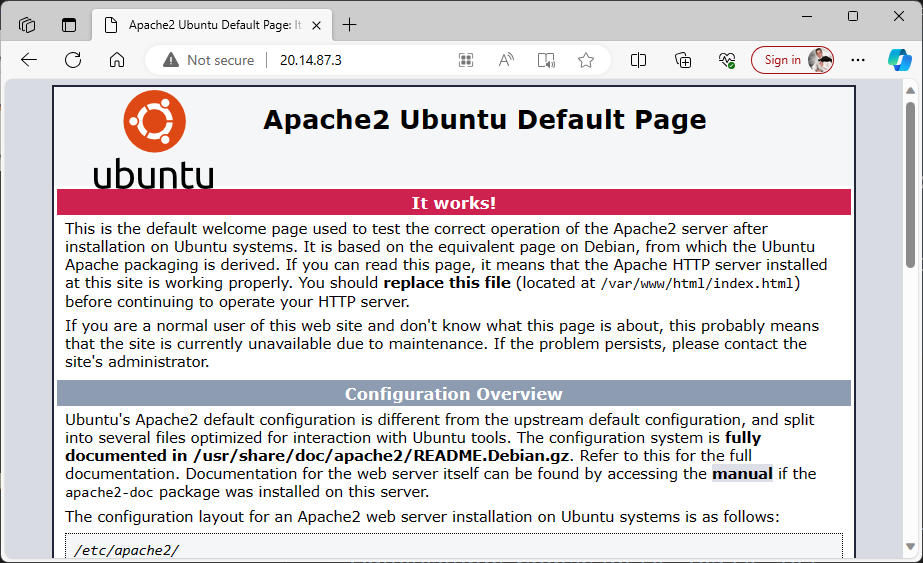 Apache2 Ubuntu Default Page: It
Not secure
20.14.87.3
Sign in
ubuntu
Apache2 Ubuntu Default Page
It works!
This is the default welcome page used to test the correct operation of the Apache2 server after
installation on Ubuntu systems. It is based on the equivalent page on Debian, from which the Ubuntu
Apache packaging is derived. If you can read this page, it means that the Apache HTTP server installed
at this site is working properly. You should replace this file (located at /var/www/html/index.html)
before continuing to operate your HTTP server.
If you are a normal user of this web site and don't know what this page is about, this probably means
that the site is currently unavailable due to maintenance. If the problem persists, please contact the
site's administrator.
Configuration Overview
Ubuntu's Apache2 default configuration is different from the upstream default configuration, and split
into several files optimized for interaction with Ubuntu tools. The configuration system is fully
documented in /usr/share/doc/apache2/README.Debian.gz. Refer to this for the full
documentation. Documentation for the web server itself can be found by accessing the manual if the
apache2-doc package was installed on this server.
The configuration layout for an Apache2 web server installation on Ubuntu systems is as follows:
/etc/apache2/